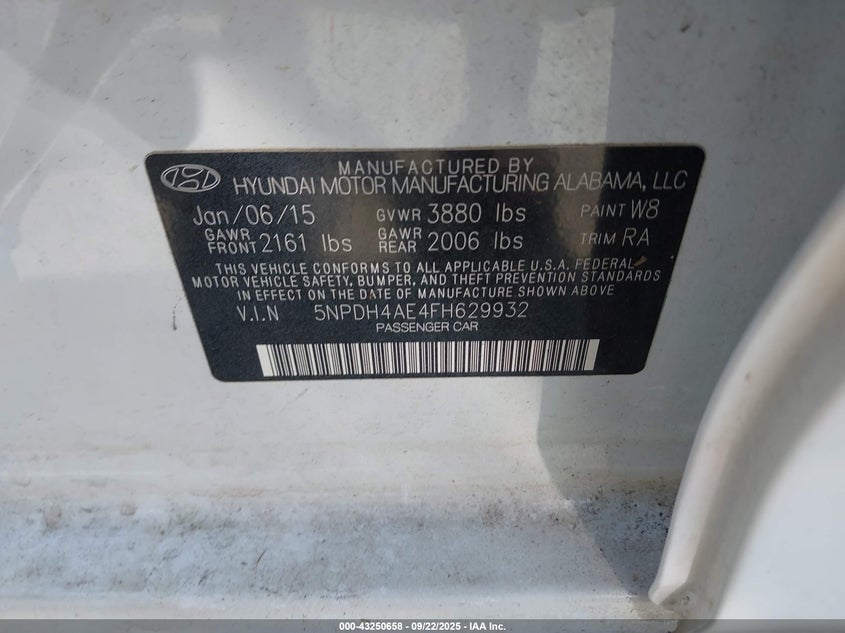 MANUFACTURED BY
HYUNDAI MOTOR MANUFACTURING ALABAMA, LLC
Jan/06/15 GVWR 3880 lbs PAINT W8
GAWR FRONT 2161 lbs GAWR REAR 2006 lbs TRIM RA
THIS VEHICLE CONFORMS TO ALL APPLICABLE U.S.A. FEDERAL
MOTOR VEHICLE SAFETY, BUMPER, AND THEFT PREVENTION STANDARDS
IN EFFECT ON THE DATE OF MANUFACTURE SHOWN ABOVE
V.I.N 5NPDH4AE4FH629932
PASSENGER CAR
000-43250658 - 09/22/2025 - IAA Inc.